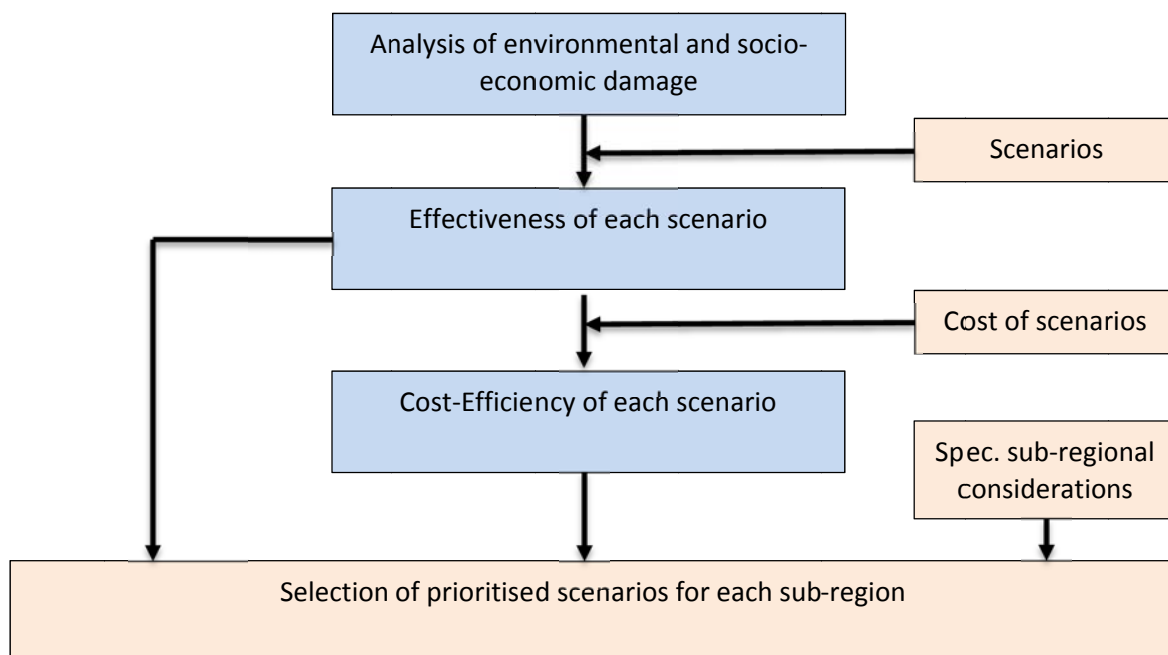 Analysis of environmental and socio-
economic damage
Scenarios
Effectiveness of each scenario
Cost of scenarios
Cost-Efficiency of each scenario
Spec. sub-regional
considerations
Selection of prioritised scenarios for each sub-region